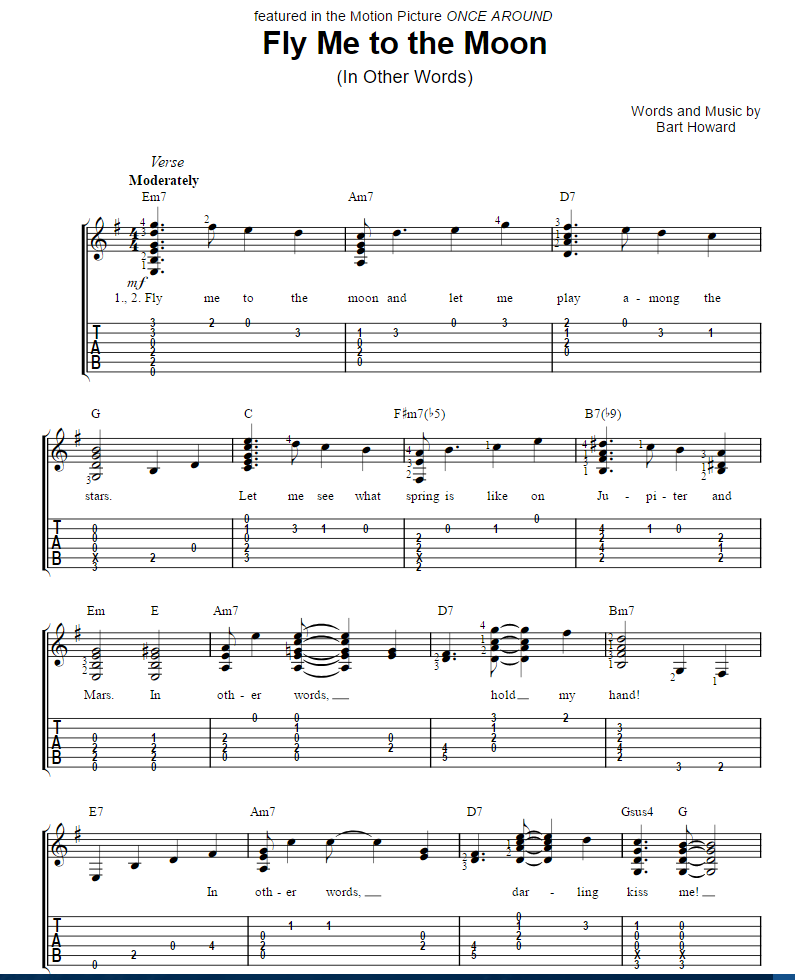 featured in the Motion Picture ONCE AROUND
Fly Me to the Moon
(In Other Words)
Words and Music by
Bart Howard
Verse
Moderately
Em7 Am7 D7
mf
1., 2. Fly me to the moon and let me play a - mong the
T
A
B
G C F♯m7(♭5) B7(♭9)
stars. Let me see what spring is like on Ju - pi - ter and
T
A
B
Em E Am7 D7 Bm7
Mars. In oth - er words, hold my hand!
T
A
B
E7 Am7 D7 Gsus4 G
In oth - er words, dar - ling kiss me!
T
A
B